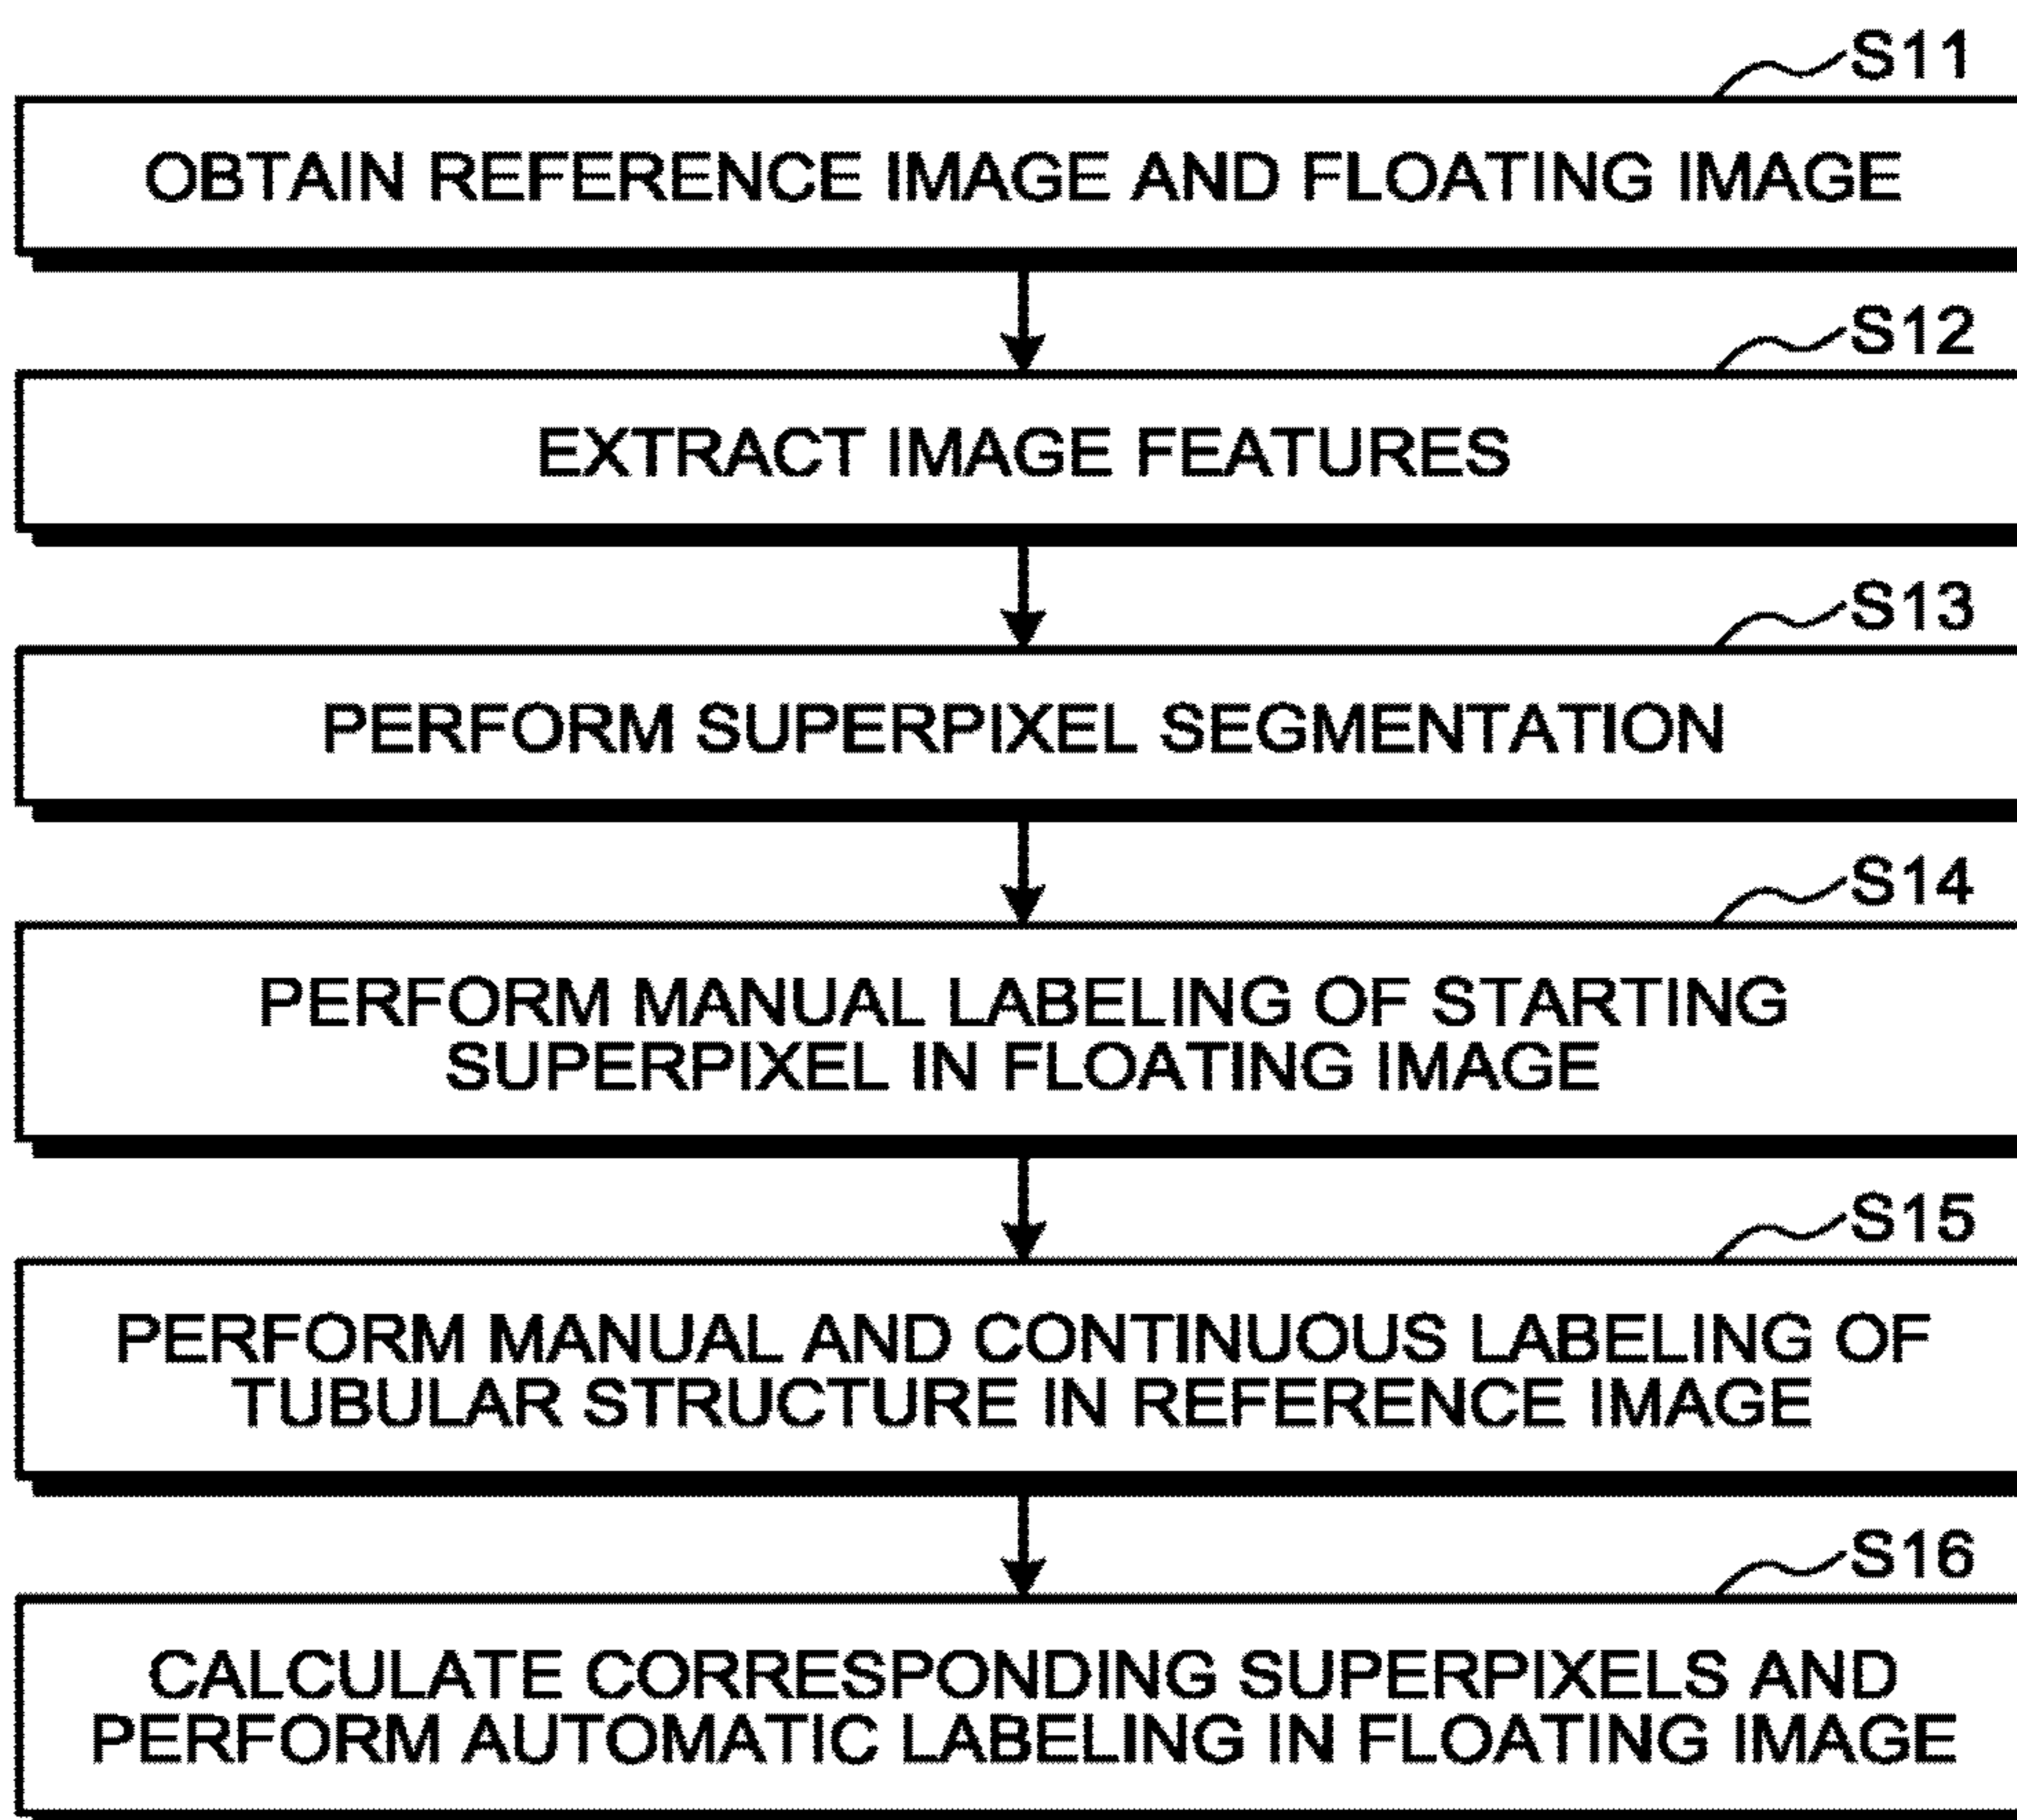 S11
OBTAIN REFERENCE IMAGE AND FLOATING IMAGE
S12
EXTRACT IMAGE FEATURES
S13
PERFORM SUPERPIXEL SEGMENTATION
S14
PERFORM MANUAL LABELING OF STARTING
SUPERPIXEL IN FLOATING IMAGE
S15
PERFORM MANUAL AND CONTINUOUS LABELING OF
TUBULAR STRUCTURE IN REFERENCE IMAGE
S16
CALCULATE CORRESPONDING SUPERPIXELS AND
PERFORM AUTOMATIC LABELING IN FLOATING IMAGE